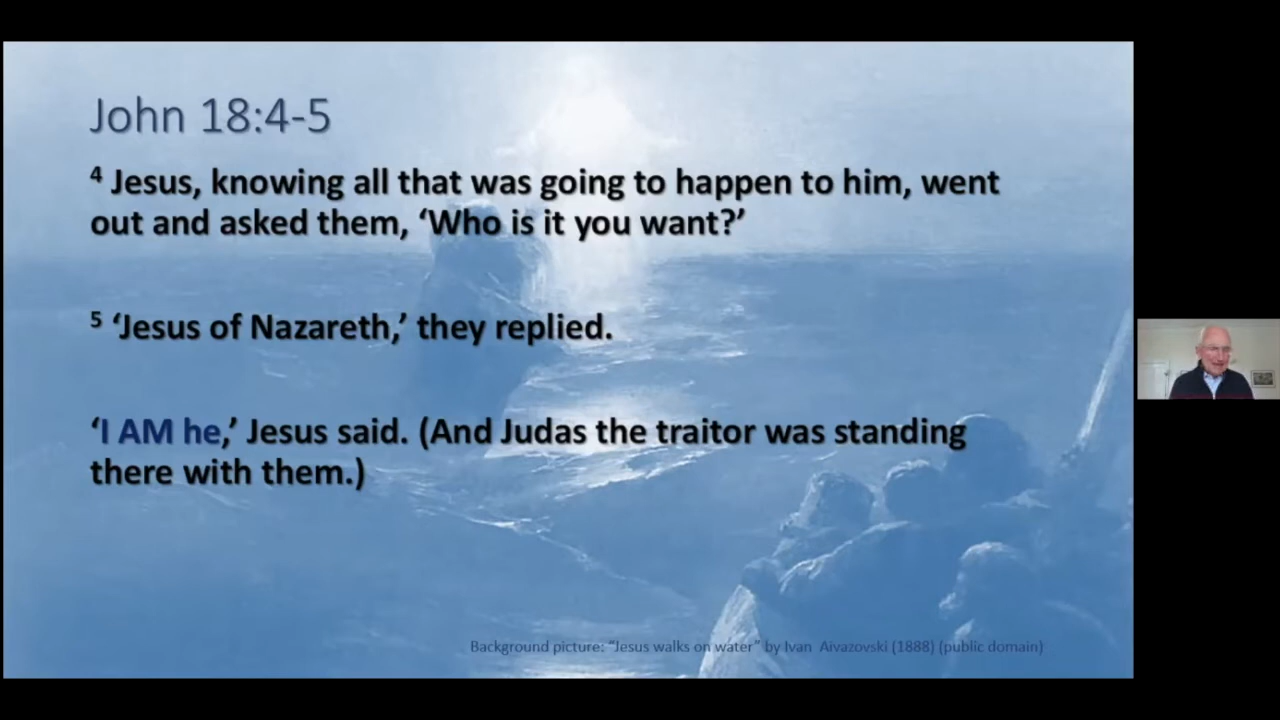 John 18:4-5
⁴ Jesus, knowing all that was going to happen to him, went
out and asked them, ‘Who is it you want?’
⁵ ‘Jesus of Nazareth,’ they replied.
‘I AM he,’ Jesus said. (And Judas the traitor was standing
there with them.)
Background picture: “Jesus walks on water” by Ivan Aivazovski (1888) (public domain)